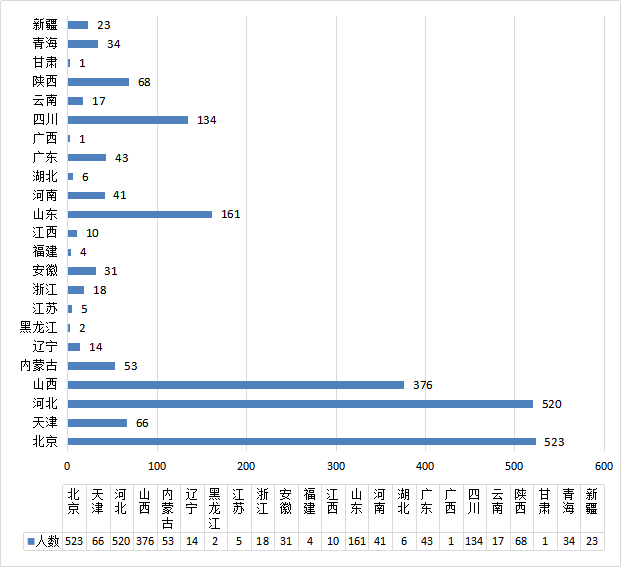 新疆 23
青海 34
甘肃 1
陕西 68
云南 17
四川 134
广西 1
广东 43
湖北 6
河南 41
山东 161
江西 10
福建 4
安徽 31
浙江 18
江苏 5
黑龙江 2
辽宁 14
内蒙古 53
山西 376
河北 520
天津 66
北京 523
0 100 200 300 400 500 600
北京 天津 河北 山西 内蒙古 辽宁 黑龙江 江苏 浙江 安徽 福建 江西 山东 河南 湖北 广东 广西 四川 云南 陕西 甘肃 青海 新疆
人数 523 66 520 376 53 14 2 5 18 31 4 10 161 41 6 43 1 134 17 68 1 34 23